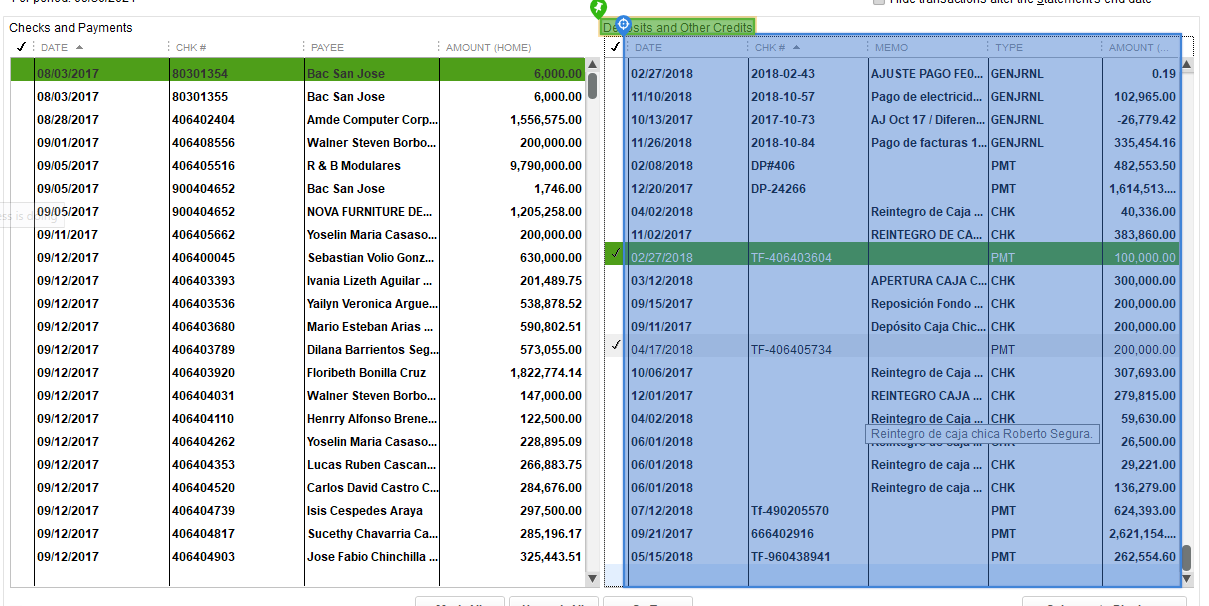 Hide transactions after the statement's end date
Checks and Payments
DATE CHK # PAYEE AMOUNT (HOME)
08/03/2017 80301354 Bac San Jose 6,000.00
08/03/2017 80301355 Bac San Jose 6,000.00
08/28/2017 406402404 Amde Computer Corp... 1,556,575.00
09/01/2017 406408556 Walner Steven Borbo... 200,000.00
09/05/2017 406405516 R & B Modulares 9,790,000.00
09/05/2017 900404652 Bac San Jose 1,746.00
09/05/2017 900404652 NOVA FURNITURE DE... 1,205,258.00
09/11/2017 406405662 Yoselin Maria Casaso... 200,000.00
09/12/2017 406400045 Sebastian Volio Gonz... 630,000.00
09/12/2017 406403393 Ivania Lizeth Aguilar ... 201,489.75
09/12/2017 406403536 Yailyn Veronica Argue... 538,878.52
09/12/2017 406403680 Mario Esteban Arias ... 590,802.51
09/12/2017 406403789 Dilana Barrientos Seg... 573,055.00
09/12/2017 406403920 Floribeth Bonilla Cruz 1,822,774.14
09/12/2017 406404031 Walner Steven Borbo... 147,000.00
09/12/2017 406404110 Henrry Alfonso Brene... 122,500.00
09/12/2017 406404262 Yoselin Maria Casaso... 228,895.09
09/12/2017 406404353 Lucas Ruben Cascan... 266,883.75
09/12/2017 406404520 Carlos David Castro C... 284,676.00
09/12/2017 406404739 Isis Cespedes Araya 297,500.00
09/12/2017 406404817 Sucethy Chavarria Ca... 285,196.17
09/12/2017 406404903 Jose Fabio Chinchilla ... 325,443.51
Deposits and Other Credits
DATE CHK # MEMO TYPE AMOUNT (...
02/27/2018 2018-02-43 AJUSTE PAGO FE0... GENJRNL 0.19
11/10/2018 2018-10-57 Pago de electricid... GENJRNL 102,965.00
10/13/2017 2017-10-73 AJ Oct 17 / Diferen... GENJRNL -26,779.42
11/26/2018 2018-10-84 Pago de facturas 1... GENJRNL 335,454.16
02/08/2018 DP#406 PMT 482,553.50
12/20/2017 DP-24266 PMT 1,614,513....
04/02/2018 Reintegro de Caja ... CHK 40,336.00
11/02/2017 REINTEGRO DE CA... CHK 383,860.00
02/27/2018 TF-406403604 PMT 100,000.00
03/12/2018 APERTURA CAJA C... CHK 300,000.00
09/15/2017 Reposición Fondo ... CHK 200,000.00
09/11/2017 Depósito Caja Chic... CHK 200,000.00
04/17/2018 TF-406405734 PMT 200,000.00
10/06/2017 Reintegro de Caja ... CHK 307,693.00
12/01/2017 REINTEGRO CAJA ... CHK 279,815.00
04/02/2018 Reintegro de Caja ... CHK 59,630.00
Reintegro de caja chica Roberto Segura.
06/01/2018 26,500.00
06/01/2018 Reintegro de caja ... CHK 29,221.00
06/01/2018 Reintegro de caja ... CHK 136,279.00
07/12/2018 Tf-490205570 PMT 624,393.00
09/21/2017 666402916 PMT 2,621,154....
05/15/2018 TF-960438941 PMT 262,554.60